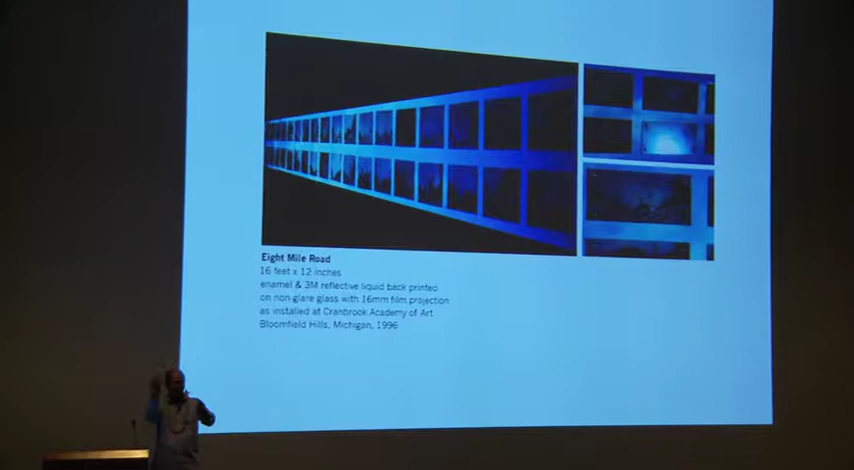 Eight Mile Road
16 feet x 12 inches
enamel & 3M reflective liquid back printed
on non-glare glass with 16mm film projection
as installed at Cranbrook Academy of Art
Bloomfield Hills, Michigan, 1996